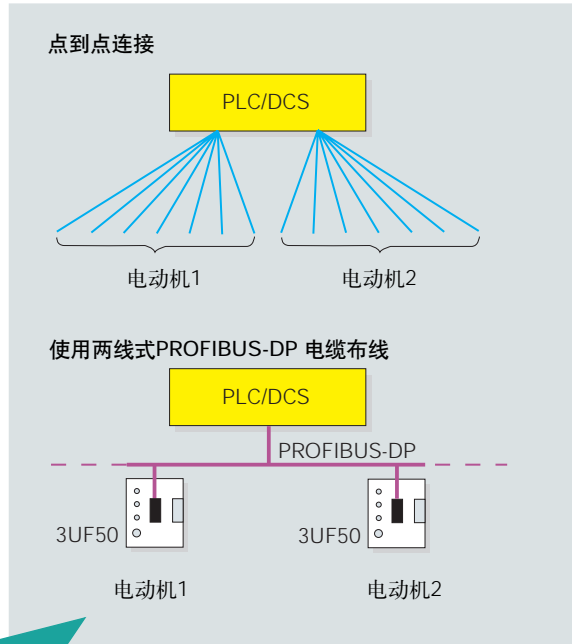 点到点连接
PLC/DCS
电动机1 电动机2
使用两线式PROFIBUS-DP 电缆布线
PLC/DCS
PROFIBUS-DP
3UF50 3UF50
电动机1 电动机2